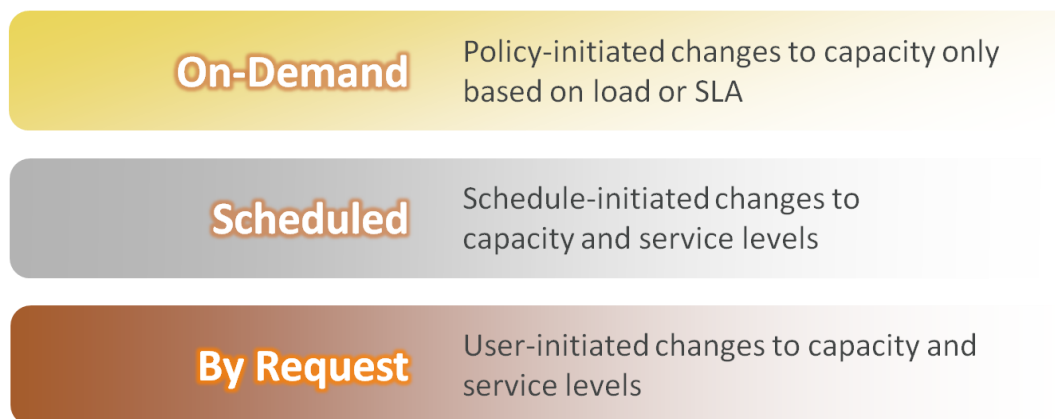 On-Demand
Policy-initiated changes to capacity only
based on load or SLA
Scheduled
Schedule-initiated changes to
capacity and service levels
By Request
User-initiated changes to capacity and
service levels